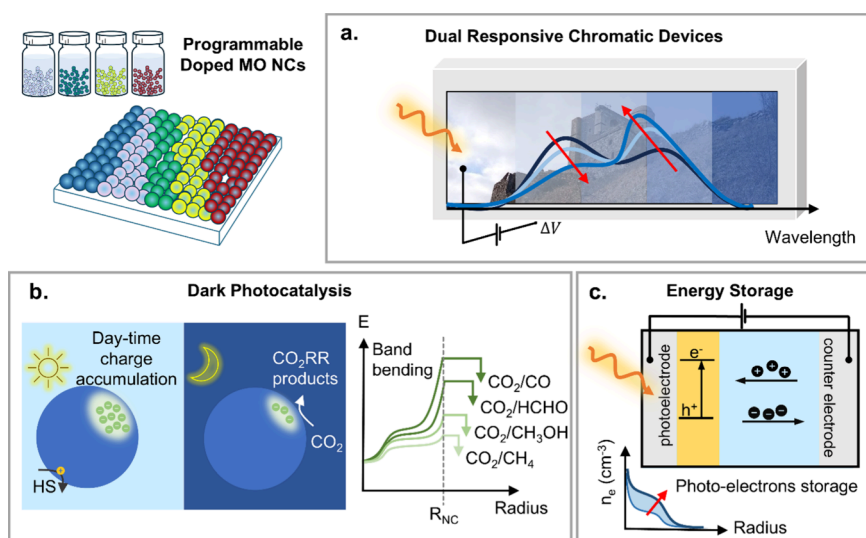 Programmable
Doped MO NCs
a.
Dual Responsive Chromatic Devices
ΔV
Wavelength
b.
Dark Photocatalysis
Day-time
charge
accumulation
HS
CO₂RR
products
CO₂
E
Band
bending
CO₂/CO
CO₂/HCHO
CO₂/CH₃OH
CO₂/CH₄
Radius
R_NC
c.
Energy Storage
photoelectrode
e⁻
h⁺
counter electrode
nₑ (cm⁻³)
Photo-electrons storage
Radius